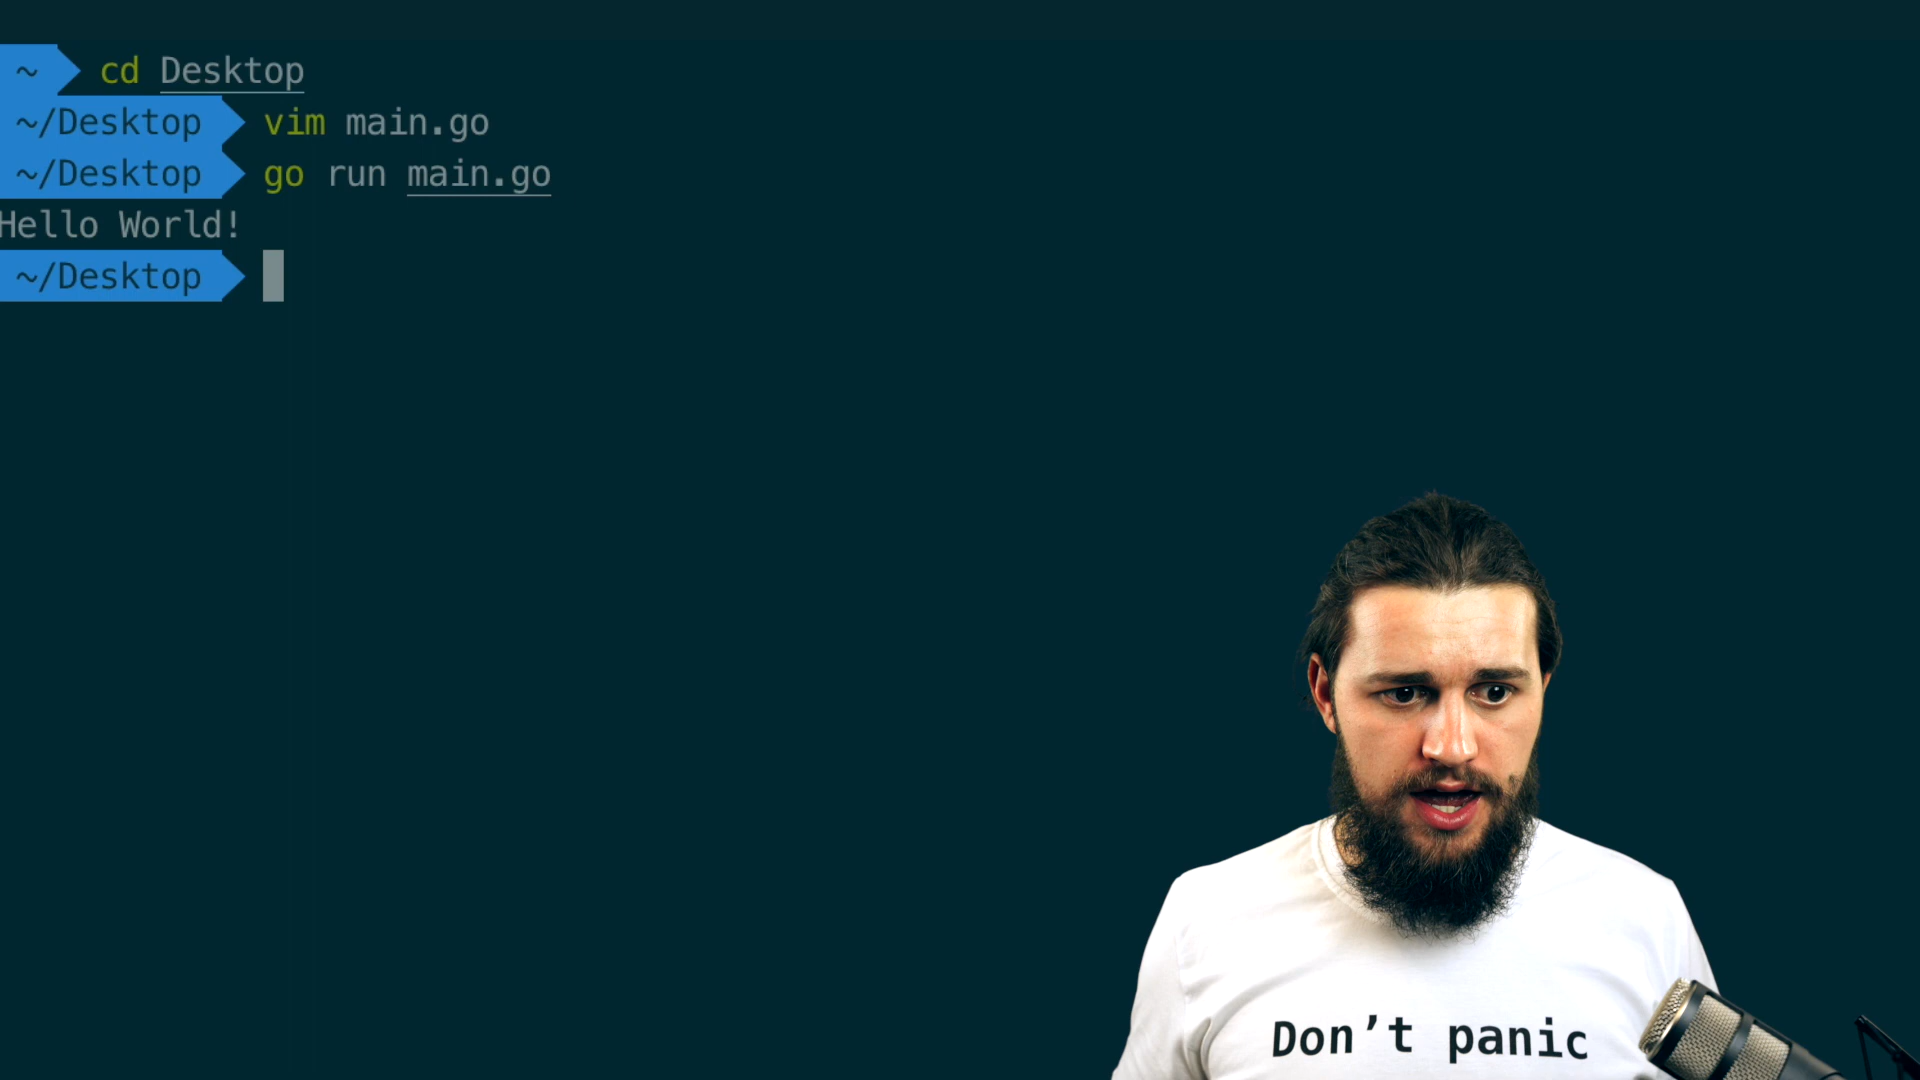 ~ cd Desktop
~/Desktop vim main.go
~/Desktop go run main.go
Hello World!
~/Desktop
Don’t panic